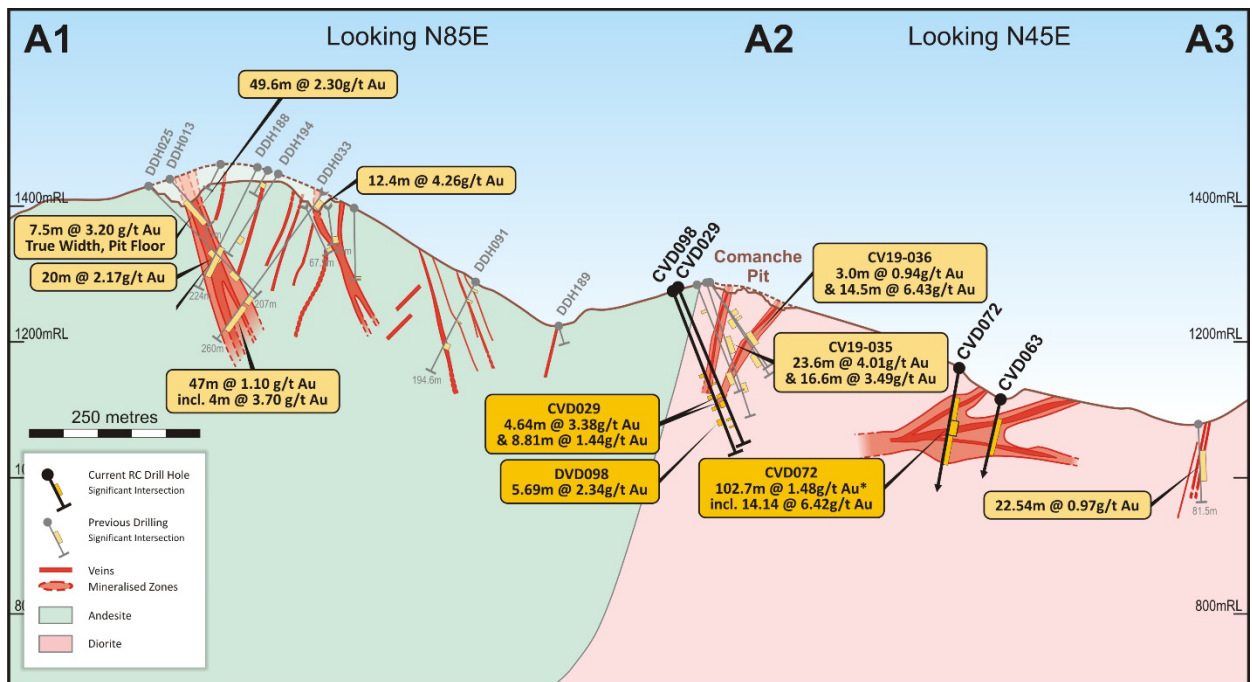 A1
Looking N85E
A2
Looking N45E
A3
49.6m @ 2.30g/t Au
DDH025
DDH013
DDH188
DDH194
DDH033
12.4m @ 4.26g/t Au
1400mRL
1400mRL
7.5m @ 3.20 g/t Au
True Width, Pit Floor
20m @ 2.17g/t Au
224m
207m
260m
DDH091
DDH189
194.6m
CVD098
CVD029
Comanche
Pit
CV19-036
3.0m @ 0.94g/t Au
& 14.5m @ 6.43g/t Au
1200mRL
1200mRL
CV19-035
23.6m @ 4.01g/t Au
& 16.6m @ 3.49g/t Au
CVD072
CVD063
47m @ 1.10 g/t Au
incl. 4m @ 3.70 g/t Au
CVD029
4.64m @ 3.38g/t Au
& 8.81m @ 1.44g/t Au
DVD098
5.69m @ 2.34g/t Au
CVD072
102.7m @ 1.48g/t Au*
incl. 14.14 @ 6.42g/t Au
22.54m @ 0.97g/t Au
81.5m
250 metres
Current RC Drill Hole
Significant Intersection
Previous Drilling
Significant Intersection
Veins
Mineralised Zones
Andesite
Diorite
10
80
800mRL